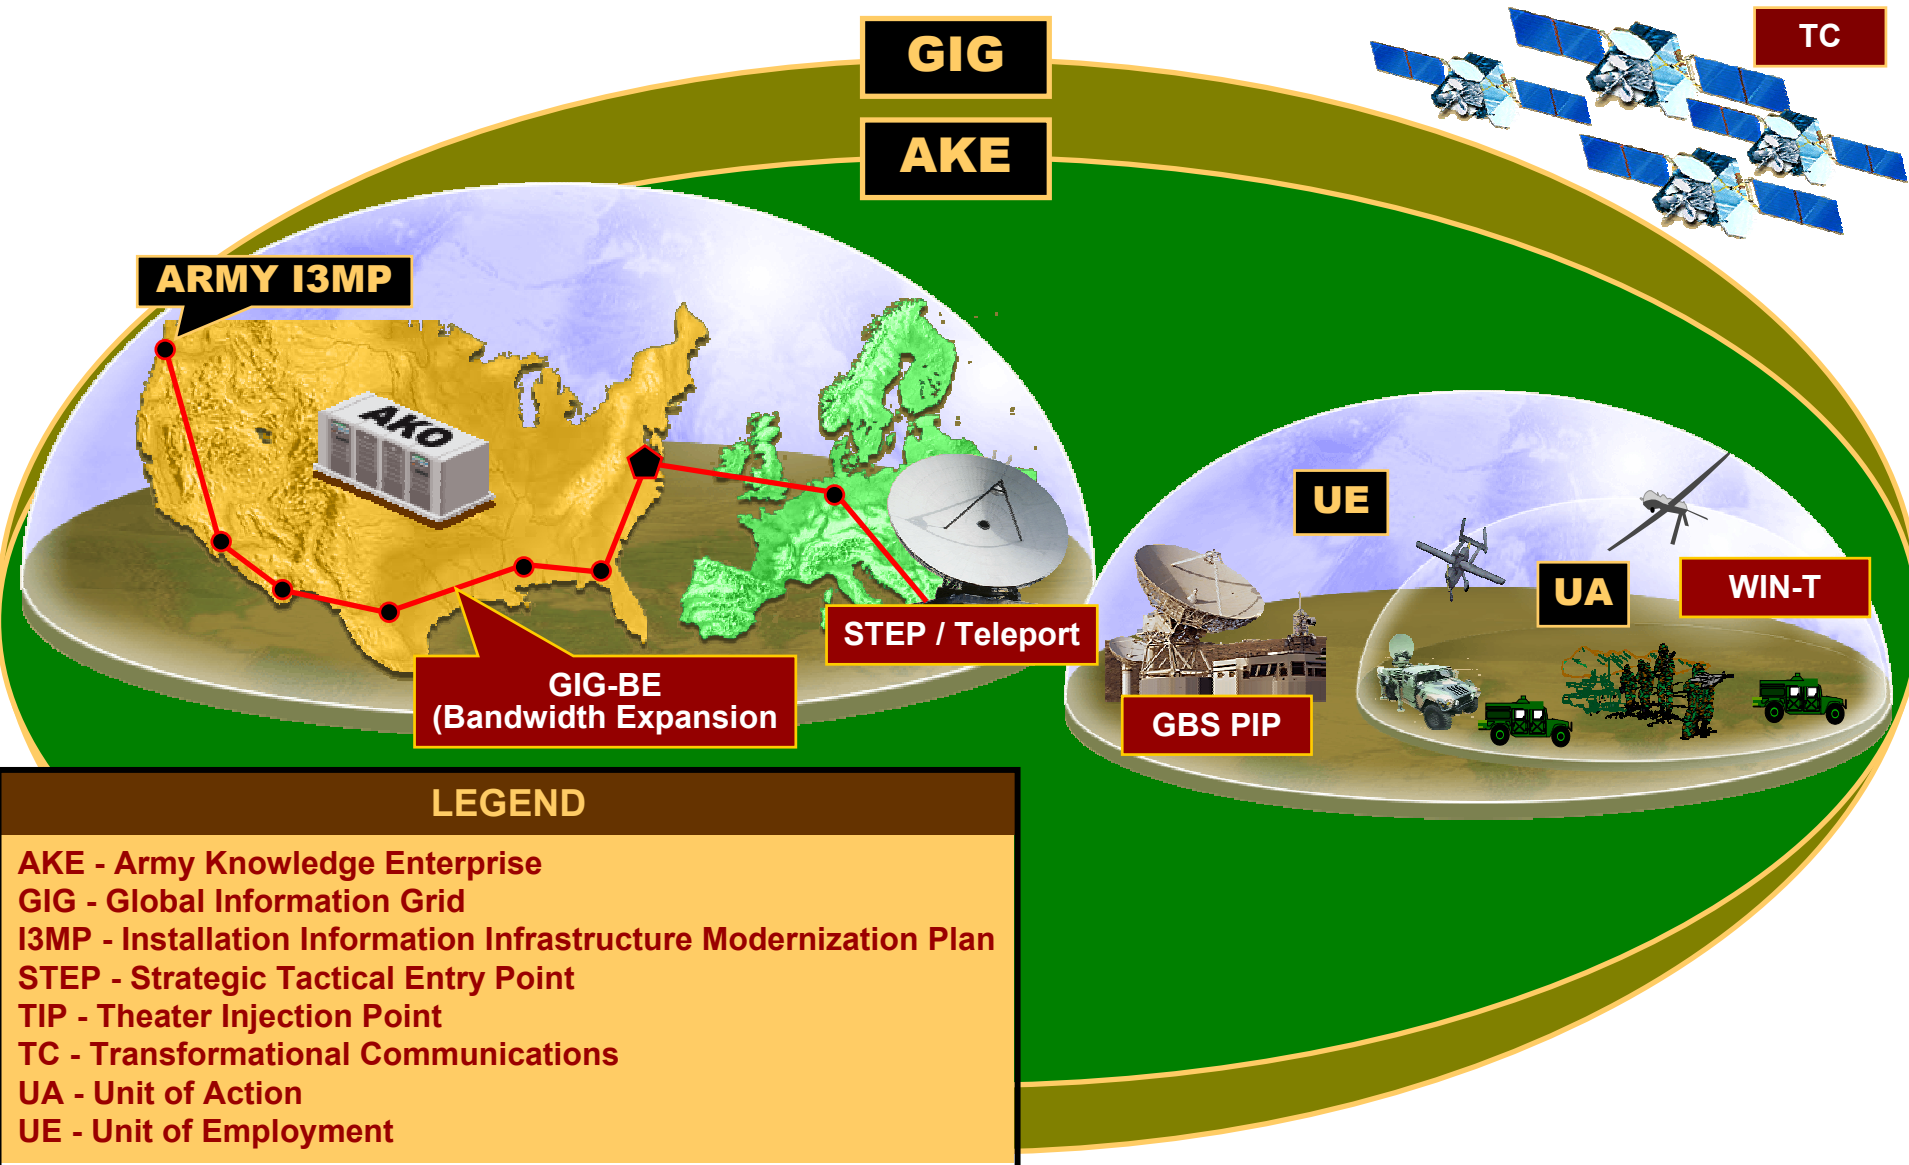 GIG
TC
AKE
ARMY I3MP
AKO
UE
UA
WIN-T
STEP / Teleport
GIG-BE
(Bandwidth Expansion
GBS PIP
LEGEND
AKE - Army Knowledge Enterprise
GIG - Global Information Grid
I3MP - Installation Information Infrastructure Modernization Plan
STEP - Strategic Tactical Entry Point
TIP - Theater Injection Point
TC - Transformational Communications
UA - Unit of Action
UE - Unit of Employment